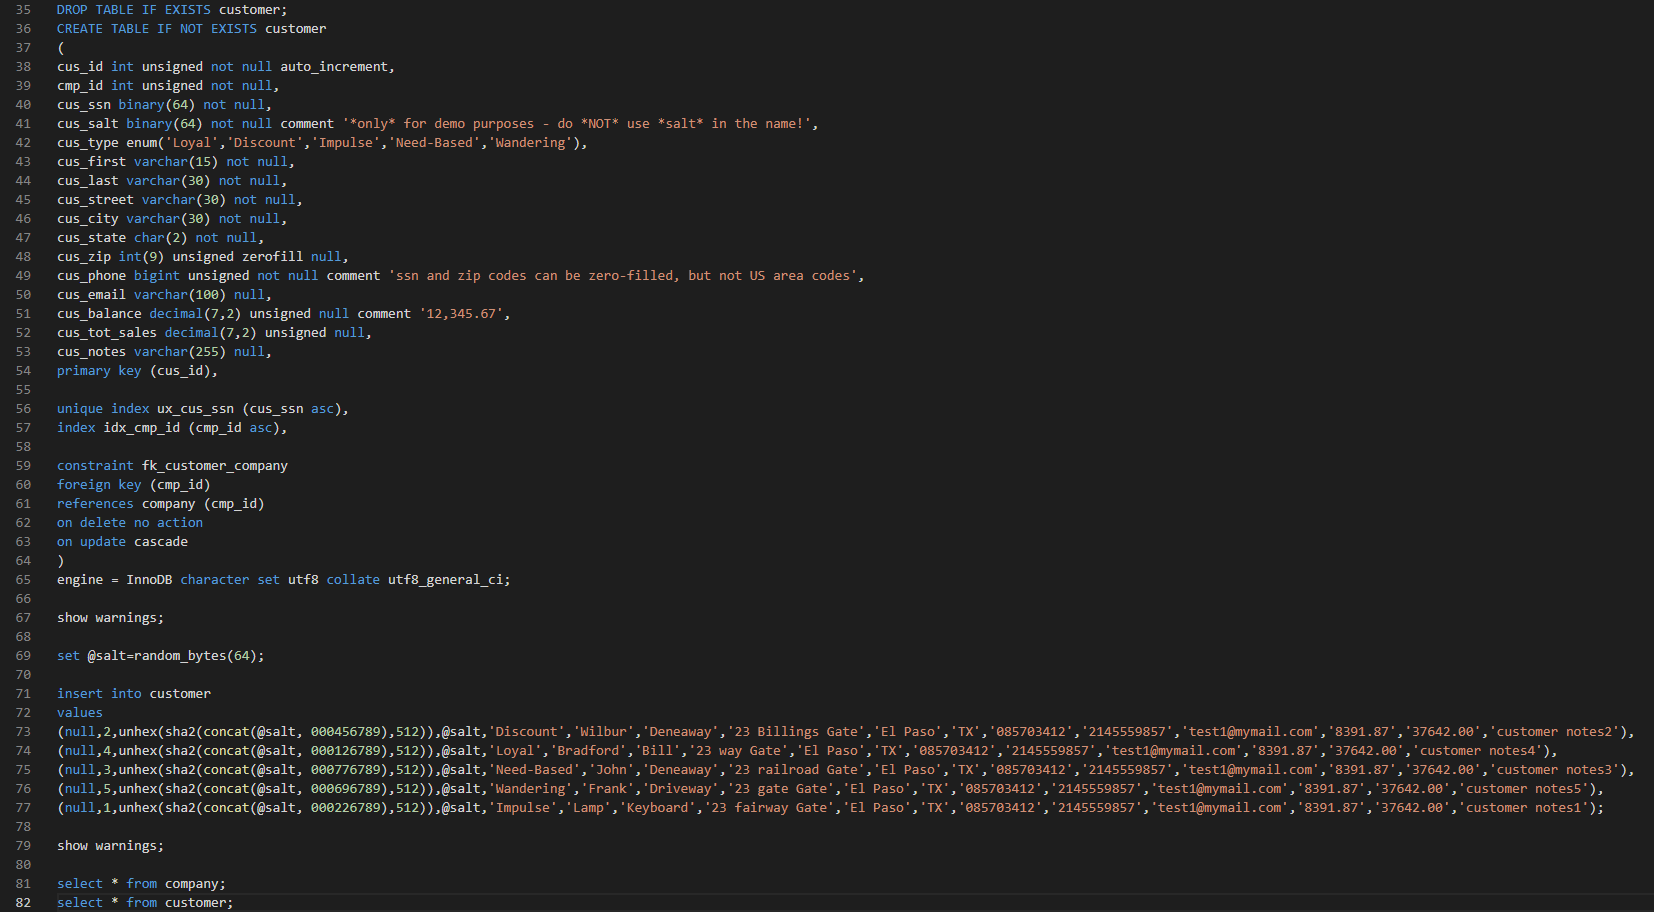 35 DROP TABLE IF EXISTS customer;
36 CREATE TABLE IF NOT EXISTS customer
37 (
38 cus_id int unsigned not null auto_increment,
39 cmp_id int unsigned not null,
40 cus_ssn binary(64) not null,
41 cus_salt binary(64) not null comment '*only* for demo purposes - do *NOT* use *salt* in the name!',
42 cus_type enum('Loyal','Discount','Impulse','Need-Based','Wandering'),
43 cus_first varchar(15) not null,
44 cus_last varchar(30) not null,
45 cus_street varchar(30) not null,
46 cus_city varchar(30) not null,
47 cus_state char(2) not null,
48 cus_zip int(9) unsigned zerofill null,
49 cus_phone bigint unsigned not null comment 'ssn and zip codes can be zero-filled, but not US area codes',
50 cus_email varchar(100) null,
51 cus_balance decimal(7,2) unsigned null comment '12,345.67',
52 cus_tot_sales decimal(7,2) unsigned null,
53 cus_notes varchar(255) null,
54 primary key (cus_id),
55
56 unique index ux_cus_ssn (cus_ssn asc),
57 index idx_cmp_id (cmp_id asc),
58
59 constraint fk_customer_company
60 foreign key (cmp_id)
61 references company (cmp_id)
62 on delete no action
63 on update cascade
64 )
65 engine = InnoDB character set utf8 collate utf8_general_ci;
66
67 show warnings;
68
69 set @salt=random_bytes(64);
70
71 insert into customer
72 values
73 (null,2,unhex(sha2(concat(@salt, 000456789),512)),@salt,'Discount','Wilbur','Deneaway','23 Billings Gate','El Paso','TX','085703412','2145559857','test1@mymail.com','8391.87','37642.00','customer notes2'),
74 (null,4,unhex(sha2(concat(@salt, 000126789),512)),@salt,'Loyal','Bradford','Bill','23 way Gate','El Paso','TX','085703412','2145559857','test1@mymail.com','8391.87','37642.00','customer notes4'),
75 (null,3,unhex(sha2(concat(@salt, 000776789),512)),@salt,'Need-Based','John','Deneaway','23 railroad Gate','El Paso','TX','085703412','2145559857','test1@mymail.com','8391.87','37642.00','customer notes3'),
76 (null,5,unhex(sha2(concat(@salt, 000696789),512)),@salt,'Wandering','Frank','Driveway','23 gate Gate','El Paso','TX','085703412','2145559857','test1@mymail.com','8391.87','37642.00','customer notes5'),
77 (null,1,unhex(sha2(concat(@salt, 000226789),512)),@salt,'Impulse','Lamp','Keyboard','23 fairway Gate','El Paso','TX','085703412','2145559857','test1@mymail.com','8391.87','37642.00','customer notes1');
78
79 show warnings;
80
81 select * from company;
82 select * from customer;